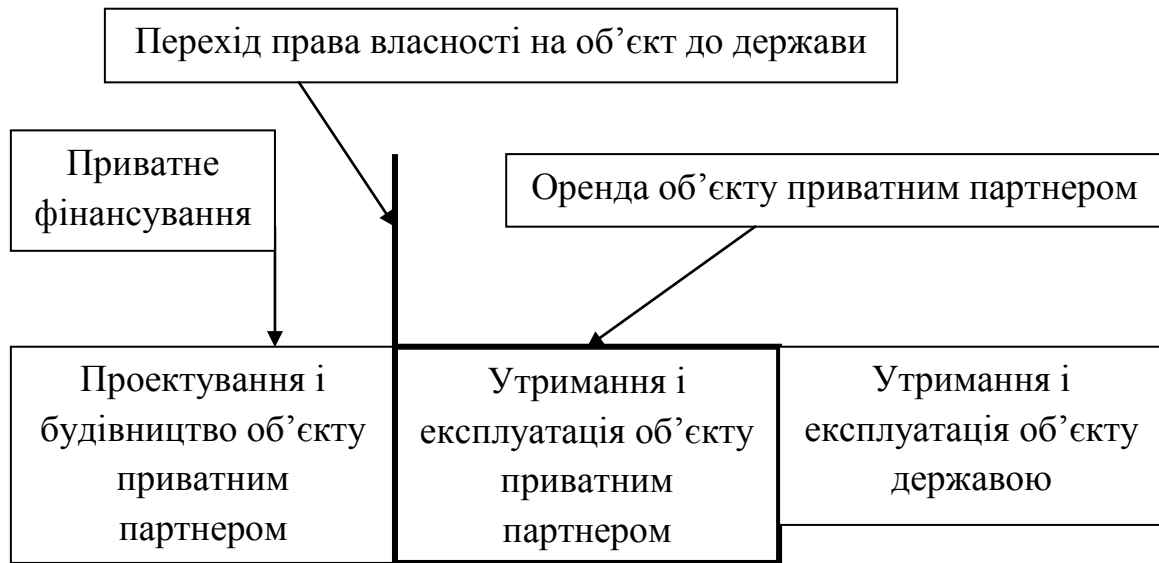 Перехід права власності на об’єкт до держави
Приватне
фінансування
Оренда об’єкту приватним партнером
Проектування і
будівництво об’єкту
приватним
партнером
Утримання і
експлуатація об’єкту
приватним
партнером
Утримання і
експлуатація об’єкту
державою